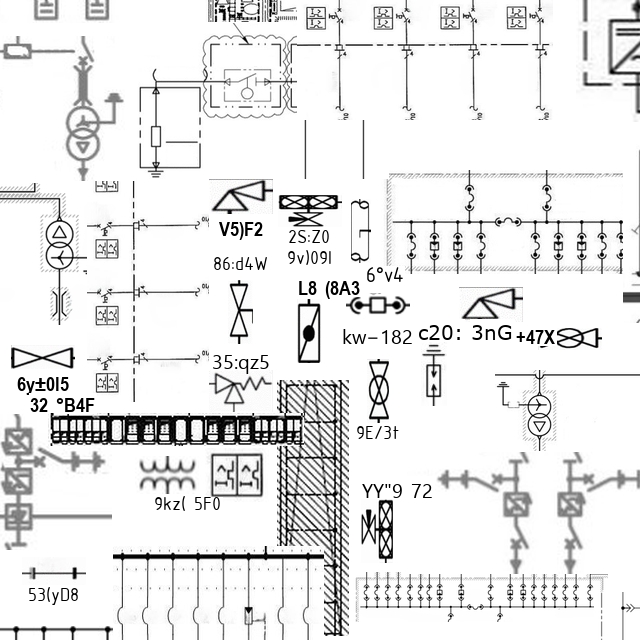 V5)F2
2S:Z0
9v)09I
86:d4W
6°v4
L8 (8A3
kw-182
c20: 3nG
+47X
35:qz5
6y±0I5
32 °B4F
9E/3t
9kz( 5F0
YY"9 72
53(yD8